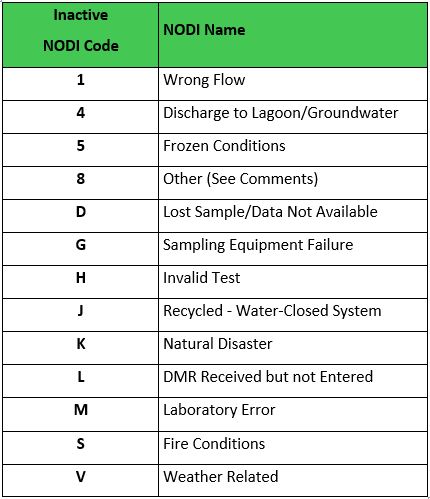 Inactive
NODI Code NODI Name
1 Wrong Flow
4 Discharge to Lagoon/Groundwater
5 Frozen Conditions
8 Other (See Comments)
D Lost Sample/Data Not Available
G Sampling Equipment Failure
H Invalid Test
J Recycled - Water-Closed System
K Natural Disaster
L DMR Received but not Entered
M Laboratory Error
S Fire Conditions
V Weather Related